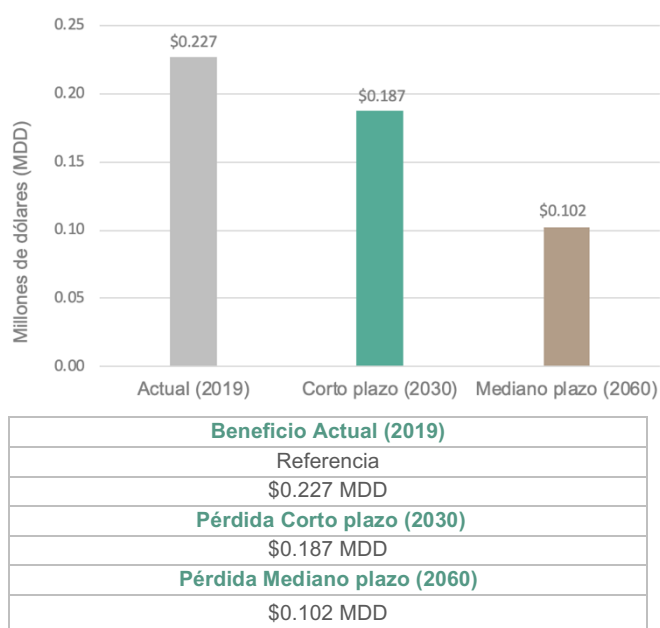 Millones de dólares (MDD)
0.25
0.20
0.15
0.10
0.05
0.00
$0.227
$0.187
$0.102
Actual (2019)
Corto plazo (2030)
Mediano plazo (2060)
Beneficio Actual (2019)
Referencia
$0.227 MDD
Pérdida Corto plazo (2030)
$0.187 MDD
Pérdida Mediano plazo (2060)
$0.102 MDD